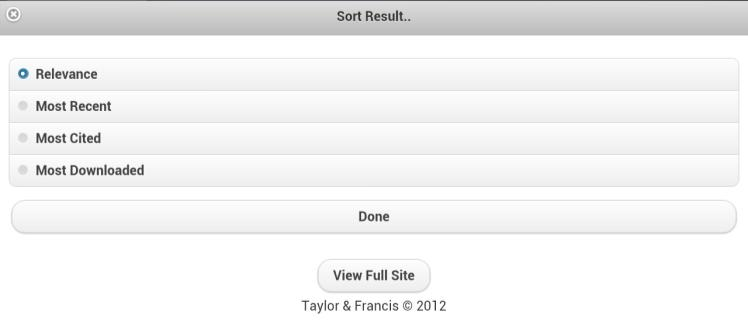 Sort Result..
Relevance
Most Recent
Most Cited
Most Downloaded
Done
View Full Site
Taylor & Francis © 2012